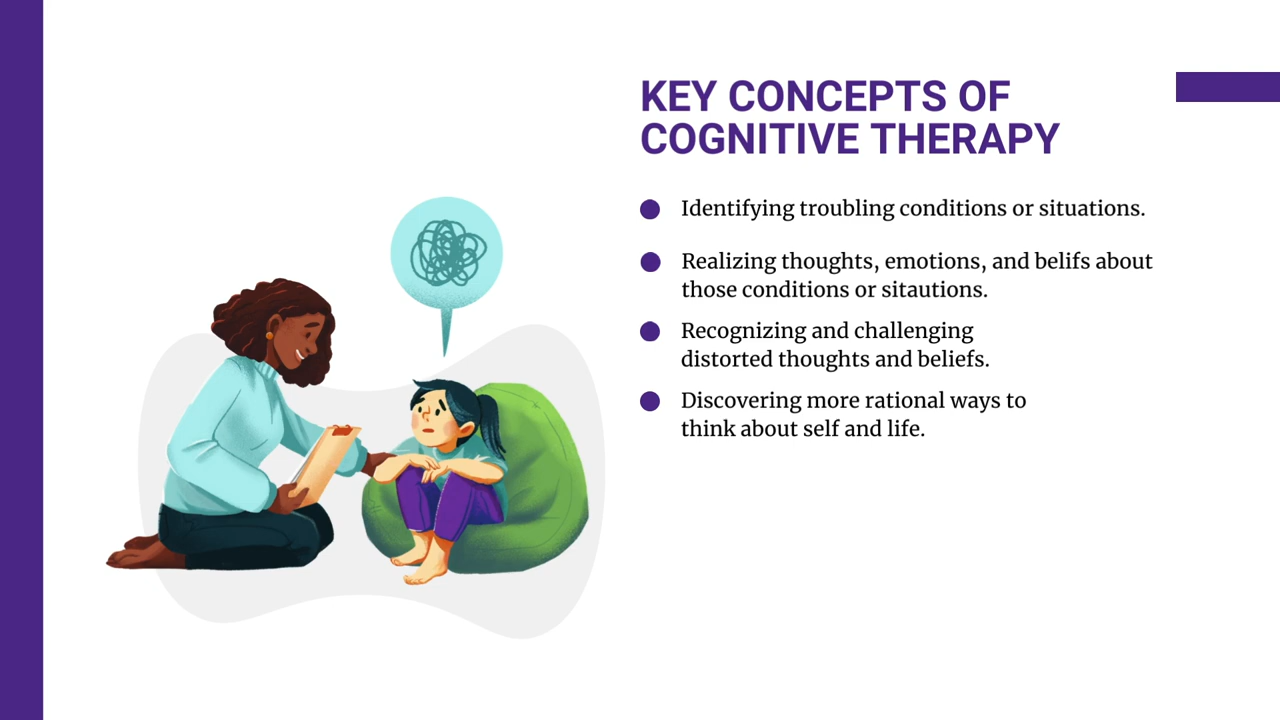 KEY CONCEPTS OF
COGNITIVE THERAPY
Identifying troubling conditions or situations.
Realizing thoughts, emotions, and belifs about
those conditions or sitautions.
Recognizing and challenging
distorted thoughts and beliefs.
Discovering more rational ways to
think about self and life.